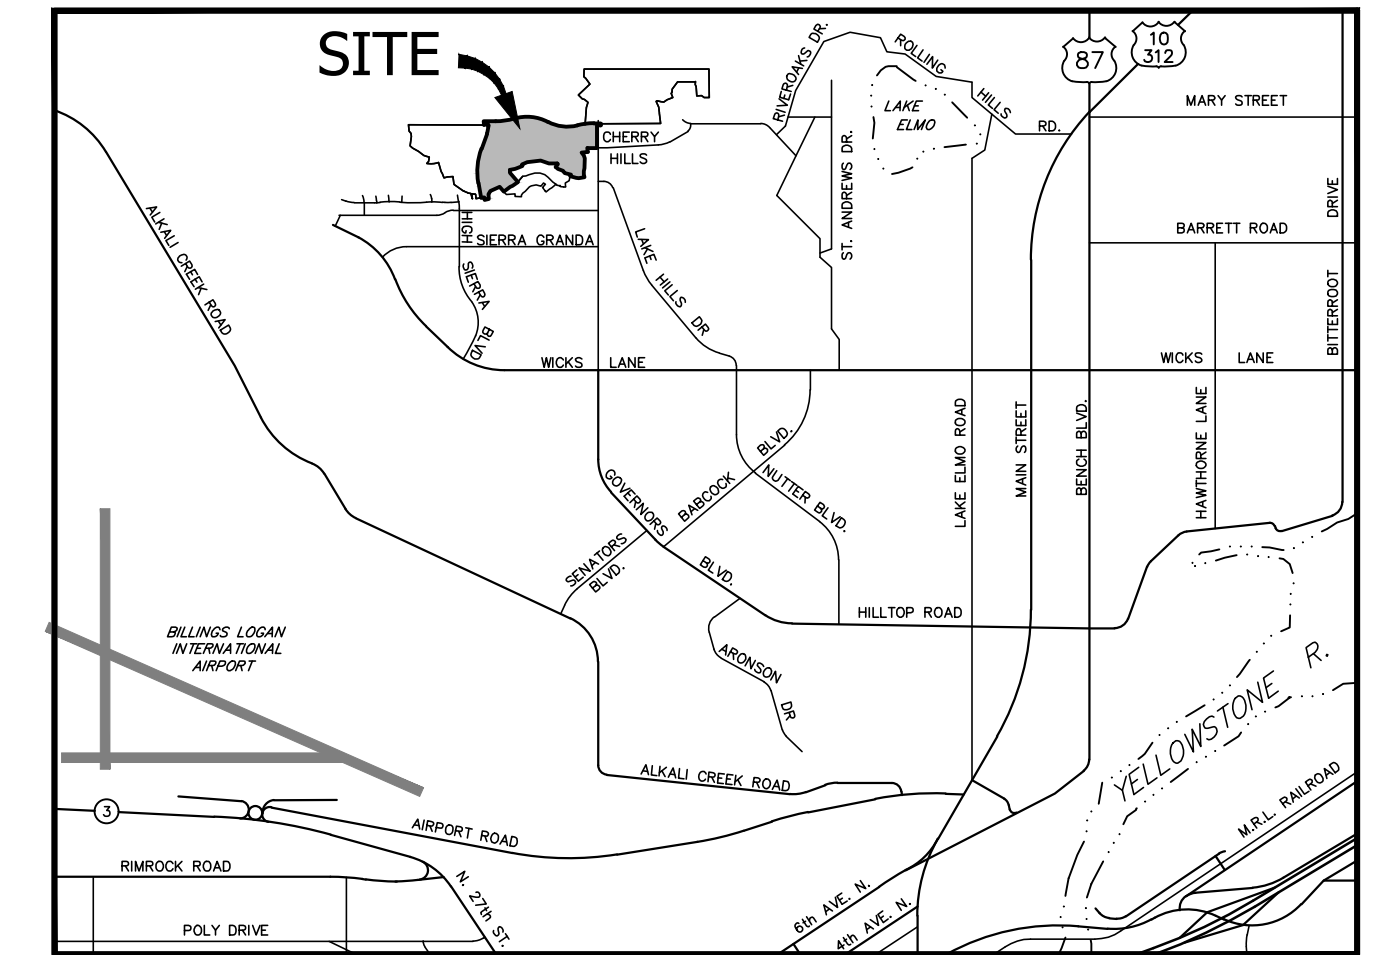 SITE
RIVEROAKS DR.
ROLLING
HILLS
RD.
87
10
312
LAKE
ELMO
MARY STREET
CHERRY
HILLS
ST. ANDREWS DR.
BITTERROOT DRIVE
BARRETT ROAD
ALKALI CREEK ROAD
HIGH
SIERRA
BLVD
SIERRA GRANDA
LAKE
HILLS
DR
WICKS LANE
WICKS LANE
LAKE ELMO ROAD
MAIN STREET
BENCH BLVD.
HAWTHORNE LANE
GOVERNORS
BLVD.
BABCOCK
BLVD.
NUTTER BLVD.
SENATORS
BLVD.
HILLTOP ROAD
BILLINGS LOGAN
INTERNATIONAL
AIRPORT
ARONSON
DR
YELLOWSTONE R.
ALKALI CREEK ROAD
M.R.L. RAILROAD
3
AIRPORT ROAD
RIMROCK ROAD
N. 27th ST.
6th AVE. N.
4th AVE. N.
POLY DRIVE